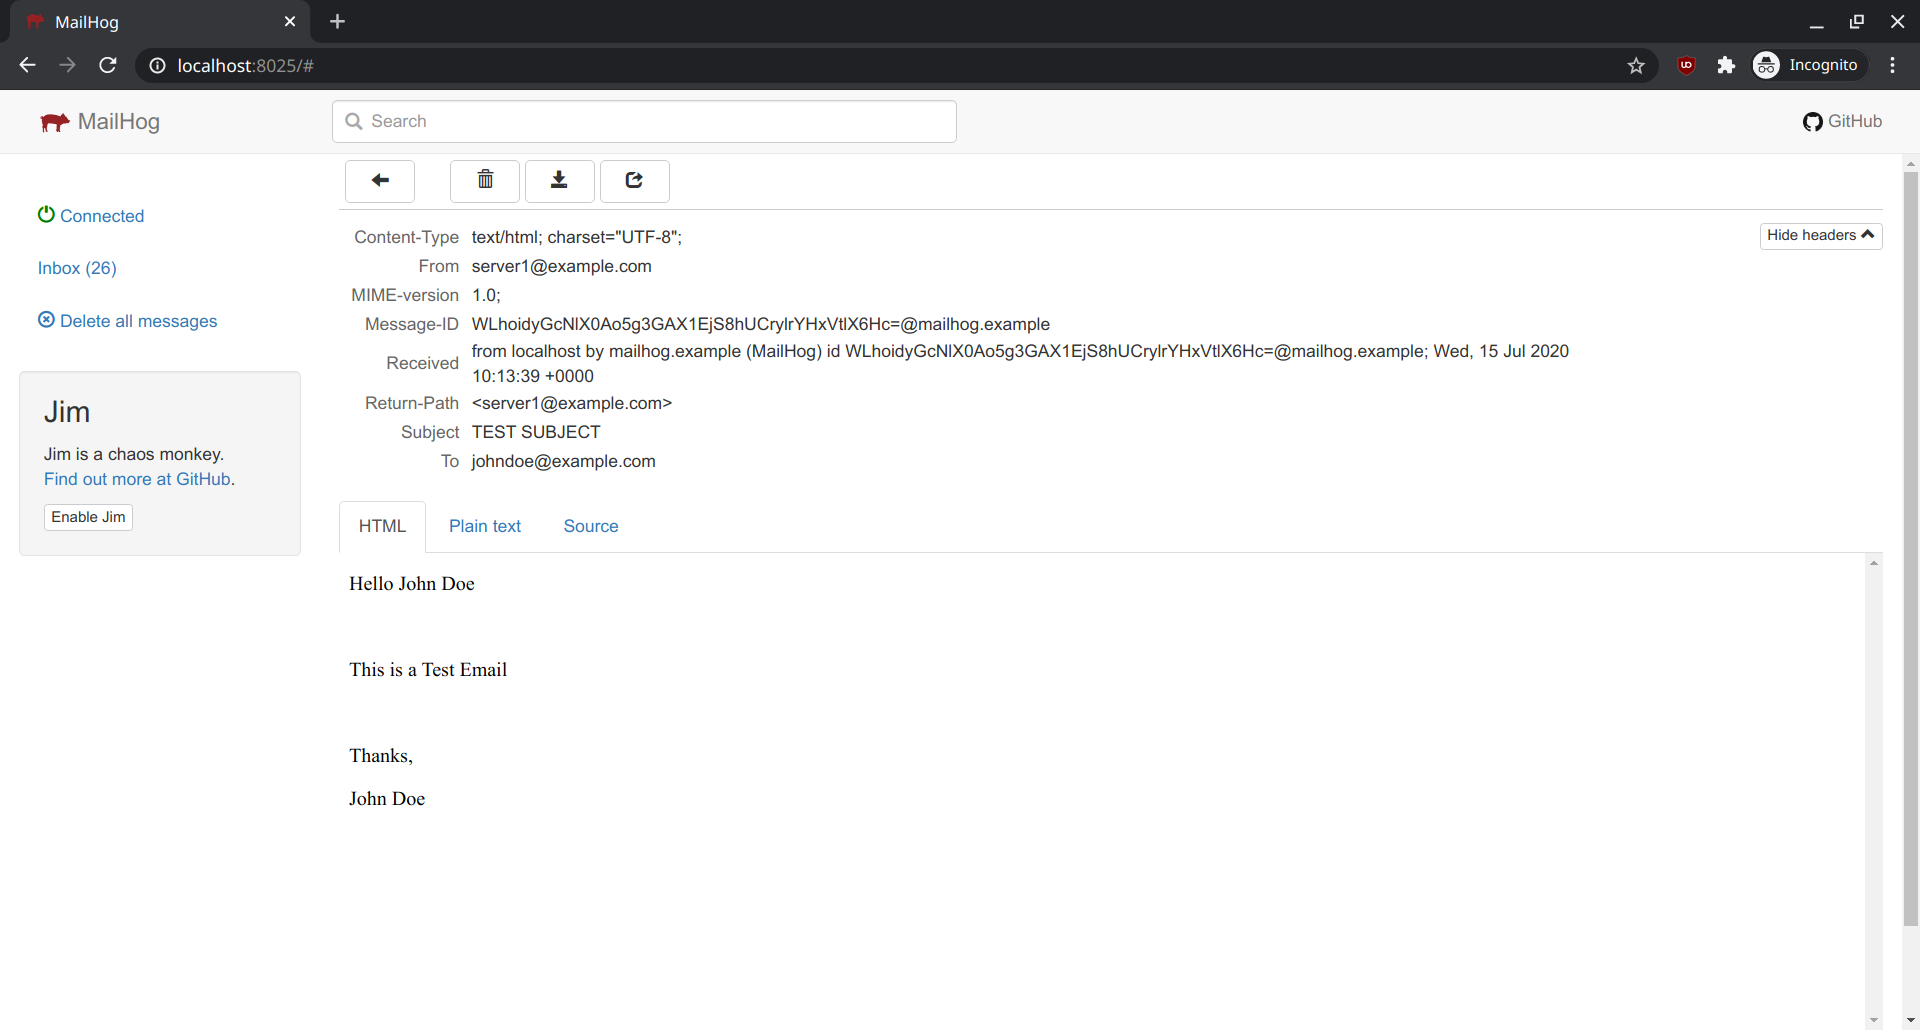 MailHog
localhost:8025/#
Incognito
MailHog
Search
GitHub
Connected
Inbox (26)
Delete all messages
Jim
Jim is a chaos monkey.
Find out more at GitHub.
Enable Jim
Content-Type text/html; charset="UTF-8";
Hide headers
From server1@example.com
MIME-version 1.0;
Message-ID WLhoidyGcNlX0Ao5g3GAX1EjS8hUCrylrYHxVtlX6Hc=@mailhog.example
Received from localhost by mailhog.example (MailHog) id WLhoidyGcNlX0Ao5g3GAX1EjS8hUCrylrYHxVtlX6Hc=@mailhog.example; Wed, 15 Jul 2020
10:13:39 +0000
Return-Path <server1@example.com>
Subject TEST SUBJECT
To johndoe@example.com
HTML Plain text Source
Hello John Doe
This is a Test Email
Thanks,
John Doe